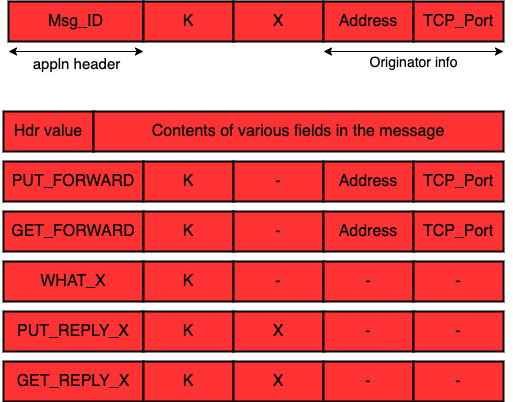 Msg_ID K X Address TCP_Port
appln header Originator info
Hdr value Contents of various fields in the message
PUT_FORWARD K - Address TCP_Port
GET_FORWARD K - Address TCP_Port
WHAT_X K - - -
PUT_REPLY_X K X - -
GET_REPLY_X K X - -